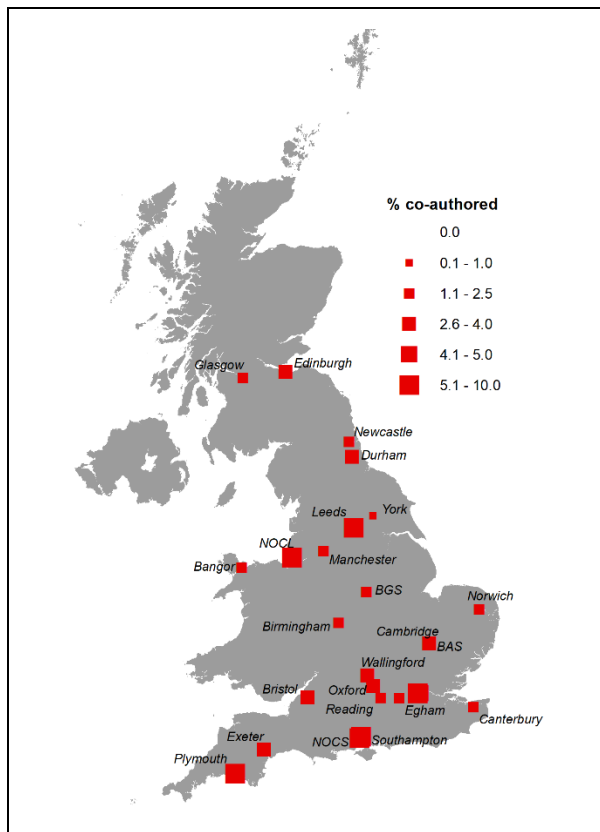 % co-authored
0.0
0.1 - 1.0
1.1 - 2.5
2.6 - 4.0
4.1 - 5.0
5.1 - 10.0
Glasgow
Edinburgh
Newcastle
Durham
Leeds
York
NOCL
Manchester
Bangor
BGS
Norwich
Birmingham
Cambridge
BAS
Wallingford
Oxford
Bristol
Reading
Egham
Canterbury
Exeter
NOCS
Southampton
Plymouth